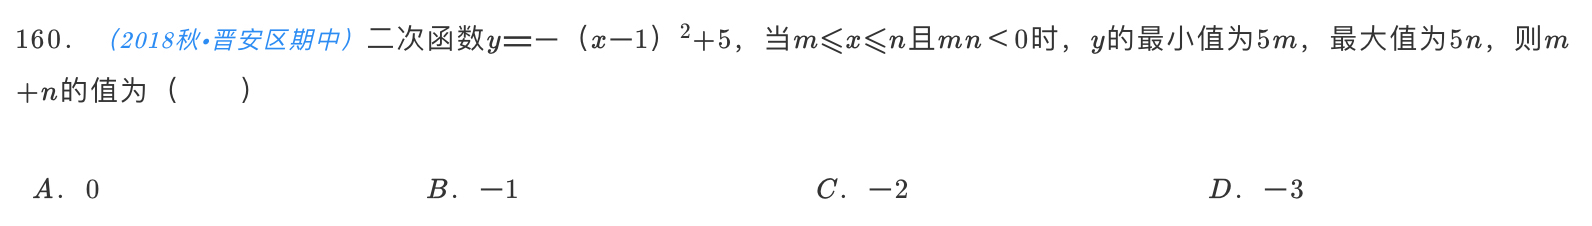 160. （2018秋•晋安区期中）二次函数y=−（x−1）²+5，当m⩽x⩽n且mn＜0时，y的最小值为5m，最大值为5n，则m
+n的值为（　　）
A. 0　B. −1　C. −2　D. −3